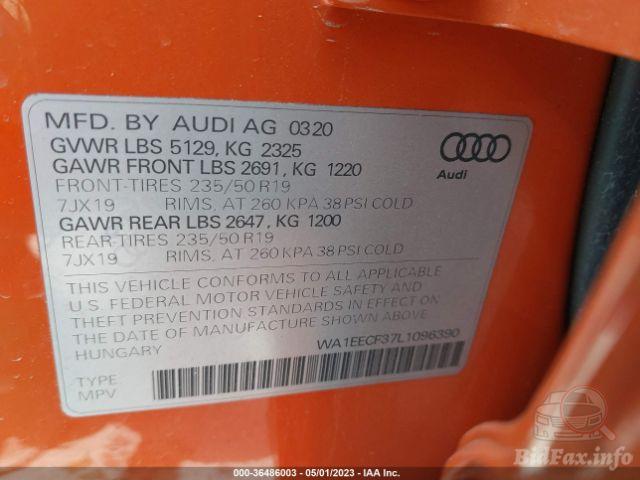 MFD. BY AUDI AG 0320
GVWR LBS 5129, KG 2325
GAWR FRONT LBS 2691, KG 1220
FRONT-TIRES 235/50 R19
7JX19 RIMS, AT 260 KPA 38 PSI COLD
GAWR REAR LBS 2647, KG 1200
REAR-TIRES 235/50 R19
7JX19 RIMS, AT 260 KPA 38 PSI COLD
THIS VEHICLE CONFORMS TO ALL APPLICABLE
U.S. FEDERAL MOTOR VEHICLE SAFETY AND
THEFT PREVENTION STANDARDS IN EFFECT ON
THE DATE OF MANUFACTURE SHOWN ABOVE
HUNGARY
WA1EECF37L1096390
TYPE
MPV
Audi
BidFax.info
000-36486003 - 05/01/2023 - IAA Inc.